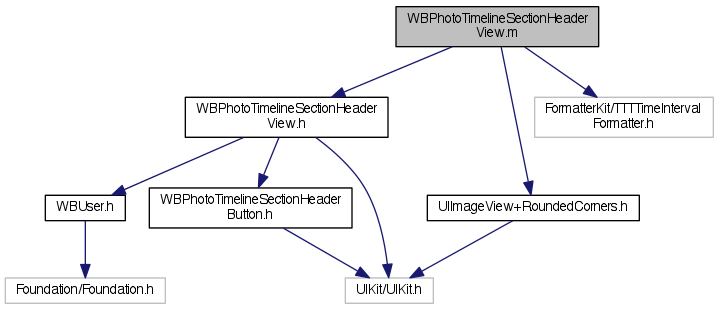 WBPhotoTimelineSectionHeader
View.m
WBPhotoTimelineSectionHeader
View.h
FormatterKit/TTTTimeInterval
Formatter.h
WBUser.h
WBPhotoTimelineSectionHeader
Button.h
UIImageView+RoundedCorners.h
Foundation/Foundation.h
UIKit/UIKit.h